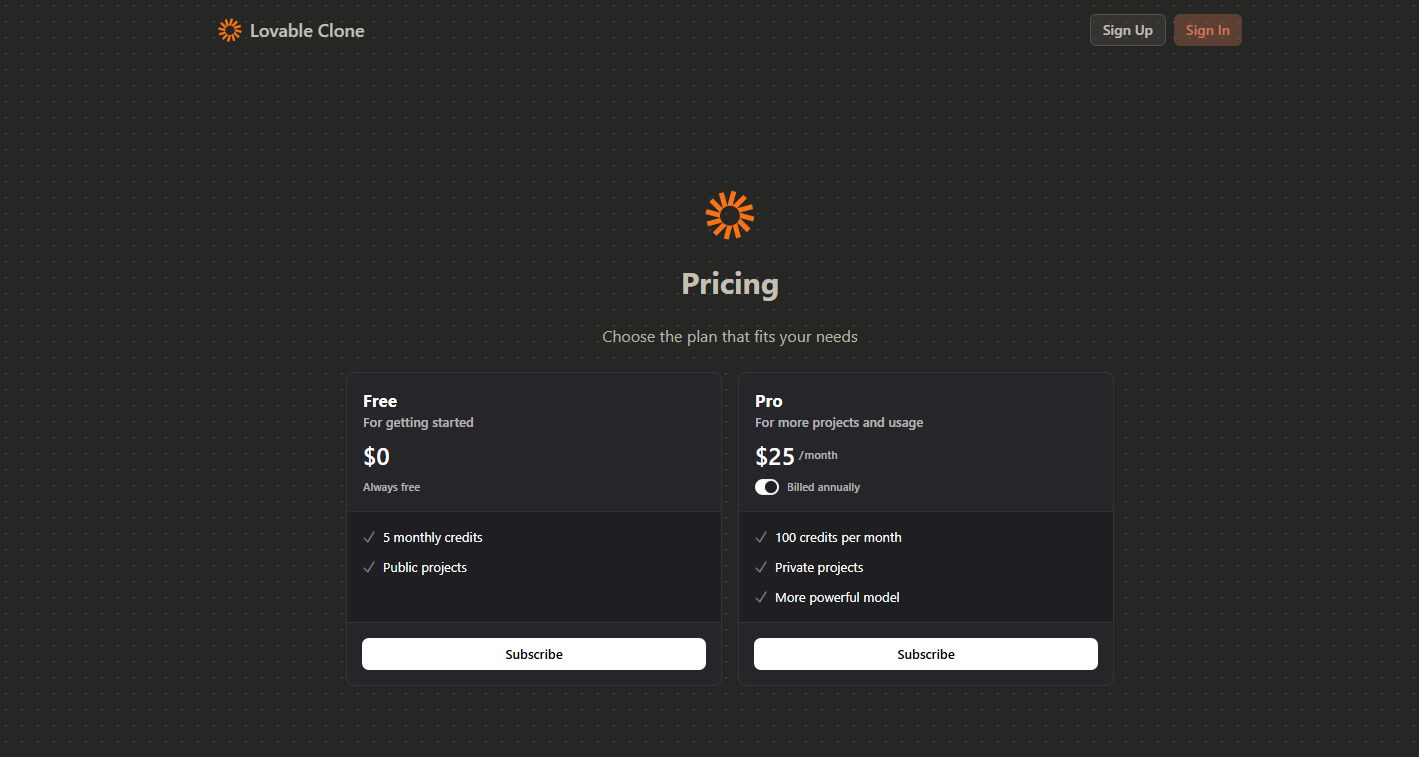 Lovable Clone
Sign Up
Sign In
Pricing
Choose the plan that fits your needs
Free
For getting started
$0
Always free
5 monthly credits
Public projects
Subscribe
Pro
For more projects and usage
$25 /month
Billed annually
100 credits per month
Private projects
More powerful model
Subscribe